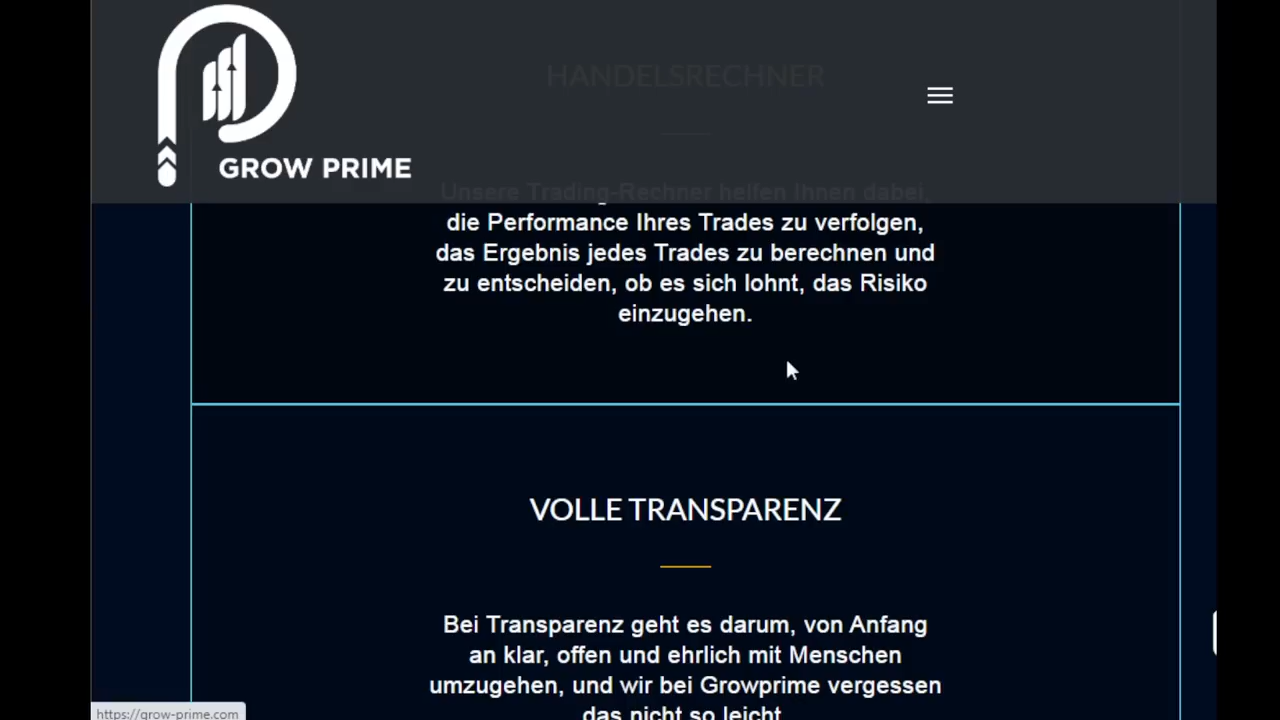 HANDELSRECHNER
GROW PRIME
Unsere Trading-Rechner helfen Ihnen dabei,
die Performance Ihres Trades zu verfolgen,
das Ergebnis jedes Trades zu berechnen und
zu entscheiden, ob es sich lohnt, das Risiko
einzugehen.
VOLLE TRANSPARENZ
Bei Transparenz geht es darum, von Anfang
an klar, offen und ehrlich mit Menschen
umzugehen, und wir bei Growprime vergessen
das nicht so leicht.
https://grow-prime.com